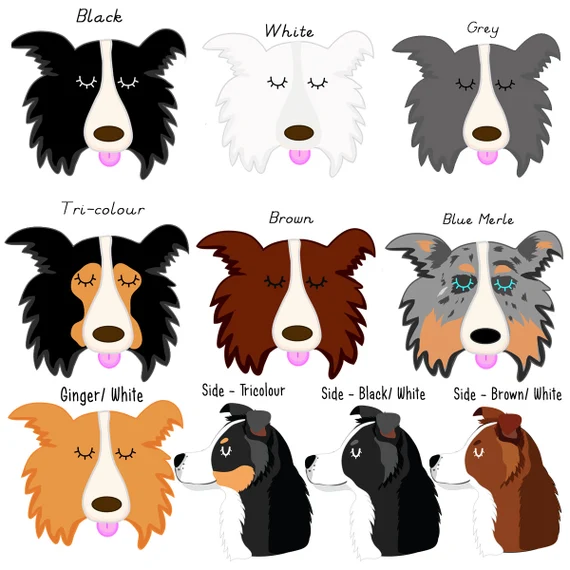 Black
White
Grey
Tri-colour
Brown
Blue Merle
Ginger/ White
Side - Tricolour
Side - Black/ White
Side - Brown/ White